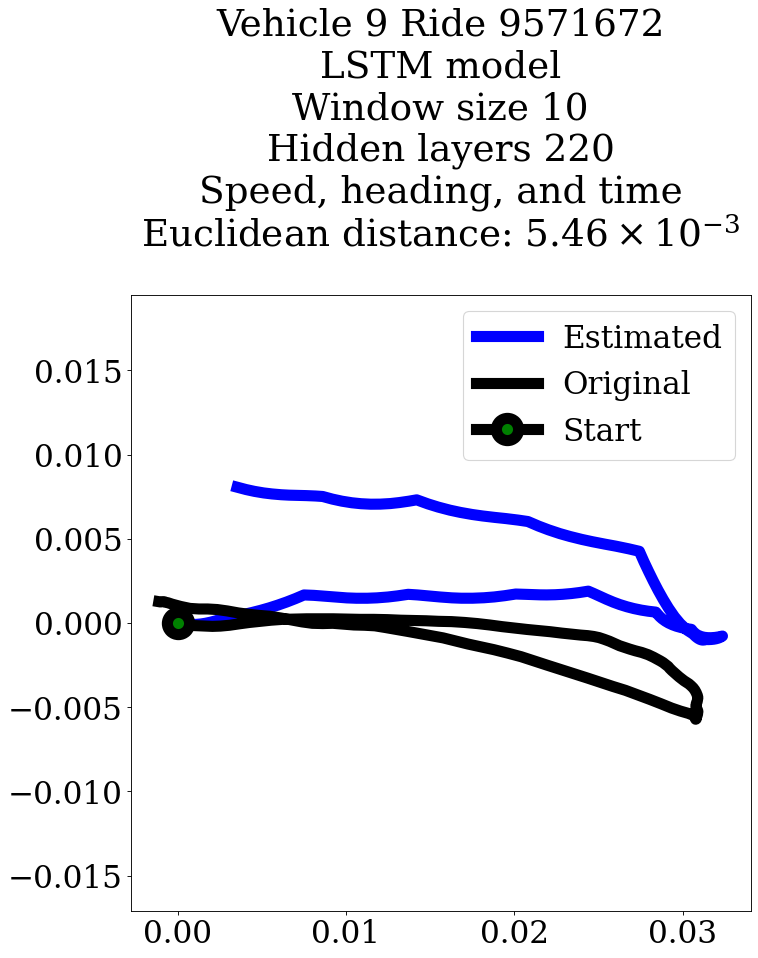 Vehicle 9 Ride 9571672
LSTM model
Window size 10
Hidden layers 220
Speed, heading, and time
Euclidean distance: 5.46 × 10⁻³
Estimated
Original
Start
0.015
0.010
0.005
0.000
−0.005
−0.010
−0.015
0.00 0.01 0.02 0.03